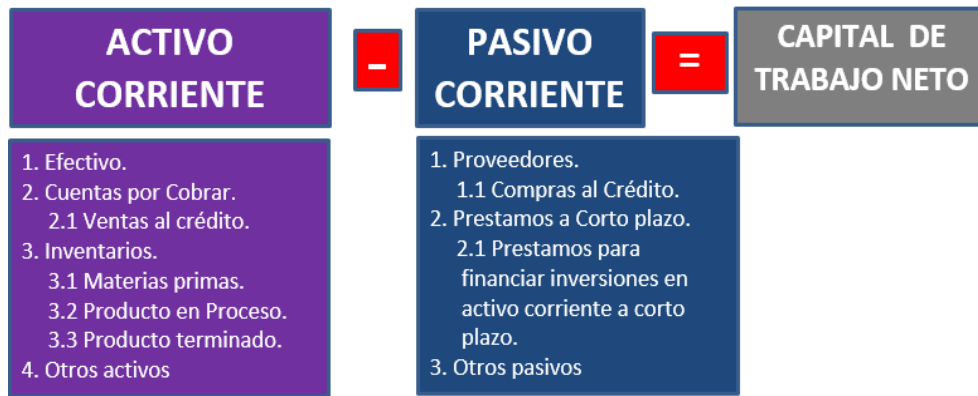 ACTIVO
CORRIENTE
-
PASIVO
CORRIENTE
=
CAPITAL DE
TRABAJO NETO
1. Efectivo.
2. Cuentas por Cobrar.
2.1 Ventas al crédito.
3. Inventarios.
3.1 Materias primas.
3.2 Producto en Proceso.
3.3 Producto terminado.
4. Otros activos
1. Proveedores.
1.1 Compras al Crédito.
2. Prestamos a Corto plazo.
2.1 Prestamos para
financiar inversiones en
activo corriente a corto
plazo.
3. Otros pasivos